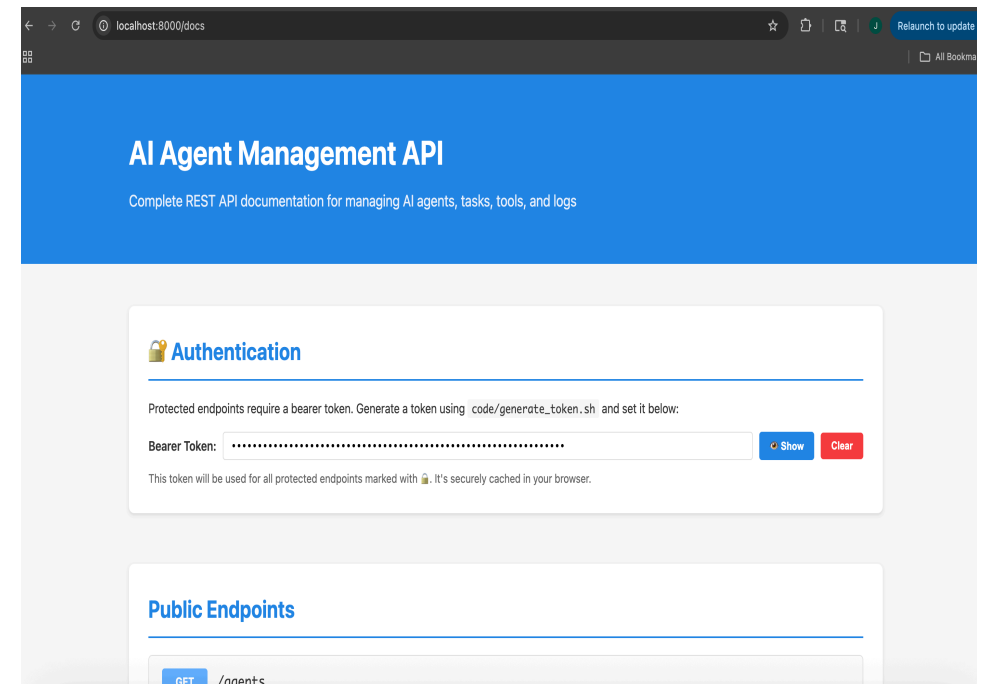 localhost:8000/docs
J
Relaunch to update
All Bookma
AI Agent Management API
Complete REST API documentation for managing AI agents, tasks, tools, and logs
🔐 Authentication
Protected endpoints require a bearer token. Generate a token using code/generate_token.sh and set it below:
Bearer Token: Show Clear
This token will be used for all protected endpoints marked with 🔒. It's securely cached in your browser.
Public Endpoints
GET /agents